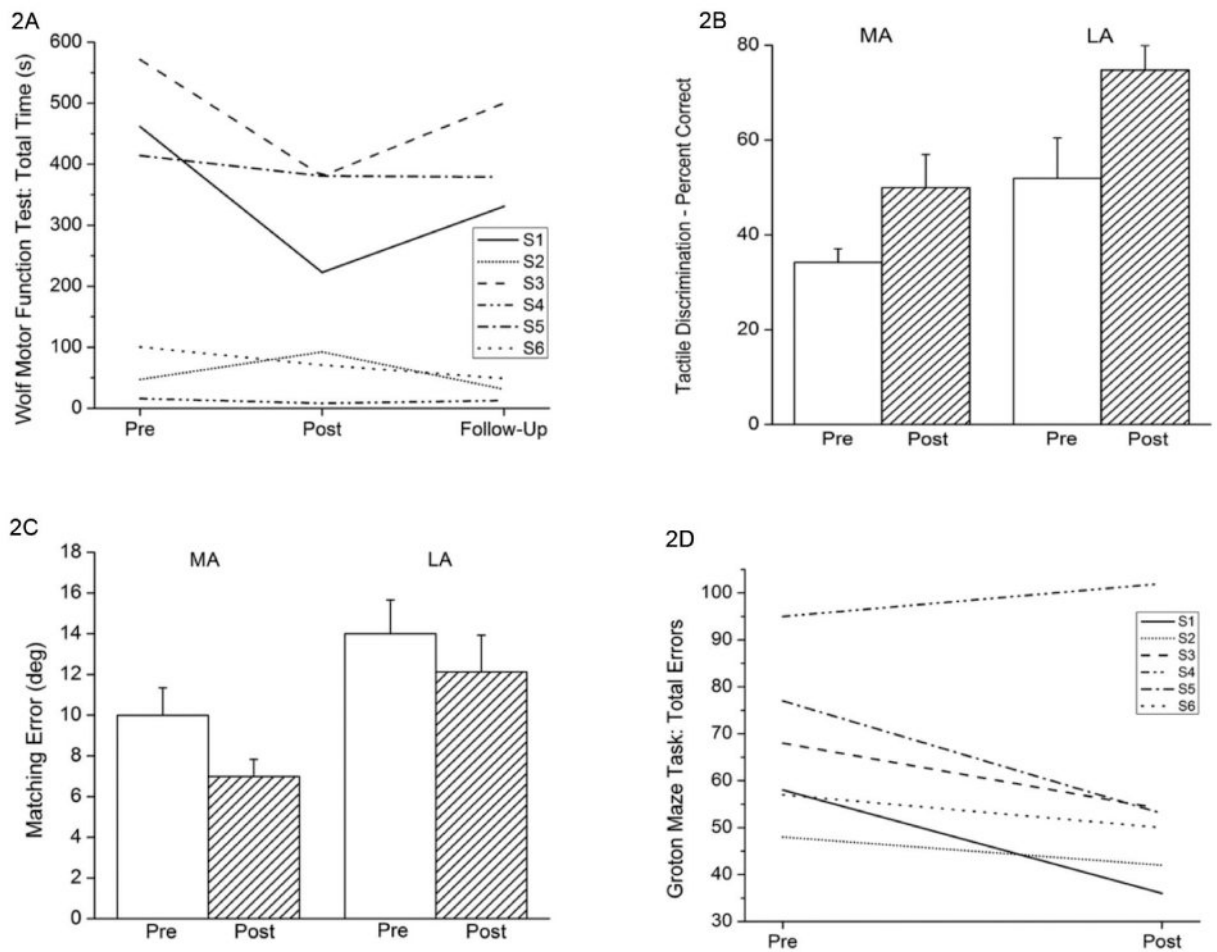 2A
Wolf Motor Function Test: Total Time (s)
600
500
400
300
200
100
0
Pre
Post
Follow-Up
S1
S2
S3
S4
S5
S6
2B
MA
LA
Tactile Discrimination - Percent Correct
80
60
40
20
0
Pre
Post
Pre
Post
2C
MA
LA
Matching Error (deg)
18
16
14
12
10
8
6
4
2
0
Pre
Post
Pre
Post
2D
Groton Maze Task: Total Errors
100
90
80
70
60
50
40
30
Pre
Post
S1
S2
S3
S4
S5
S6